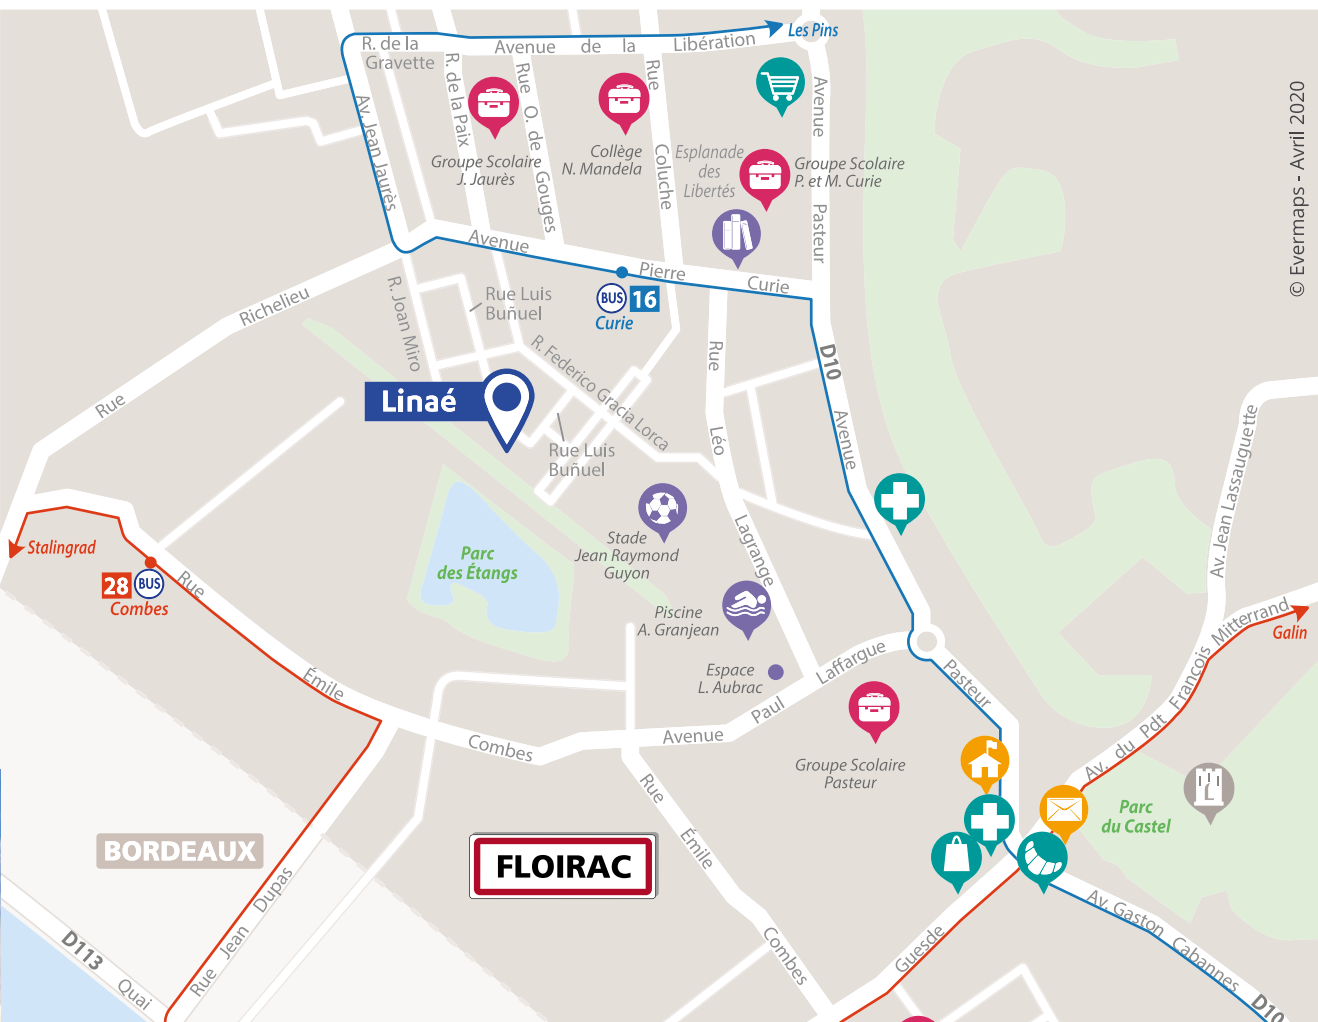 Les Pins
R. de la
Gravette
Avenue de la Libération
R. de la Paix
Rue O. de Gouges
Rue Coluche
Avenue Pasteur
Av. Jean Jaurès
Groupe Scolaire
J. Jaurès
Collège
N. Mandela
Esplanade
des
Libertés
Groupe Scolaire
P. et M. Curie
© Evermaps - Avril 2020
Avenue Pierre Curie
BUS 16
Curie
Rue Richelieu
R. Joan Miro
Rue Luis
Buñuel
R. Federico Gracia Lorca
D10
Linaé
Rue Luis
Buñuel
Rue Léo Lagrange
Avenue
Pasteur
Av. Jean Lassauguette
Stade
Jean Raymond
Guyon
Parc
des Étangs
Stalingrad
28 BUS
Combes
Rue Émile Combes
Piscine
A. Granjean
Espace
L. Aubrac
Avenue Paul Laffargue
Groupe Scolaire
Pasteur
Av. du Pdt François Mitterrand
Galin
Parc
du Castel
BORDEAUX
FLOIRAC
Rue Émile Combes
Rue Jean Dupas
D113
Quai
Guesde
Av. Gaston Cabannes
D10